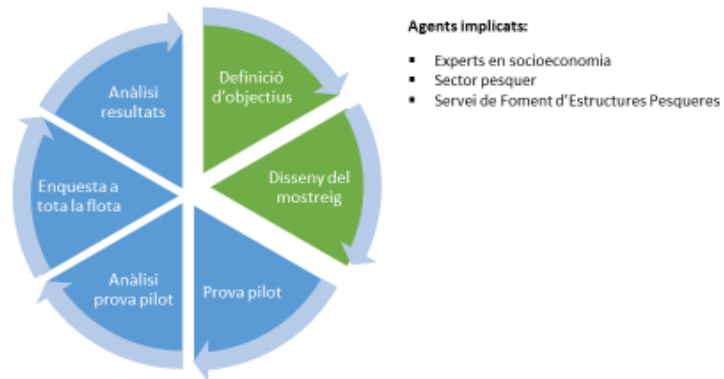 Definició
d'objectius
Disseny del
mostreig
Prova pilot
Anàlisi
prova pilot
Enquesta a
tota la flota
Anàlisi
resultats
Agents implicats:
▪ Experts en socioeconomia
▪ Sector pesquer
▪ Servei de Foment d'Estructures Pesqueres